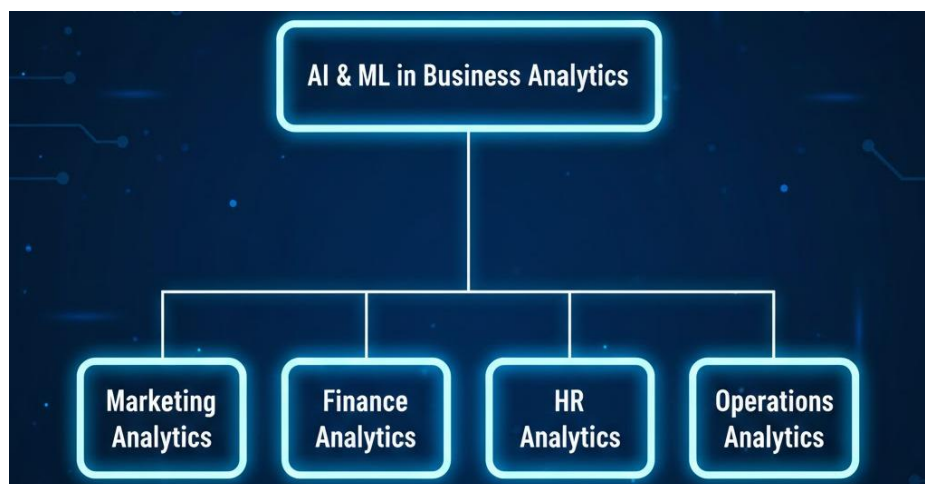 AI & ML in Business Analytics
Marketing
Analytics
Finance
Analytics
HR
Analytics
Operations
Analytics